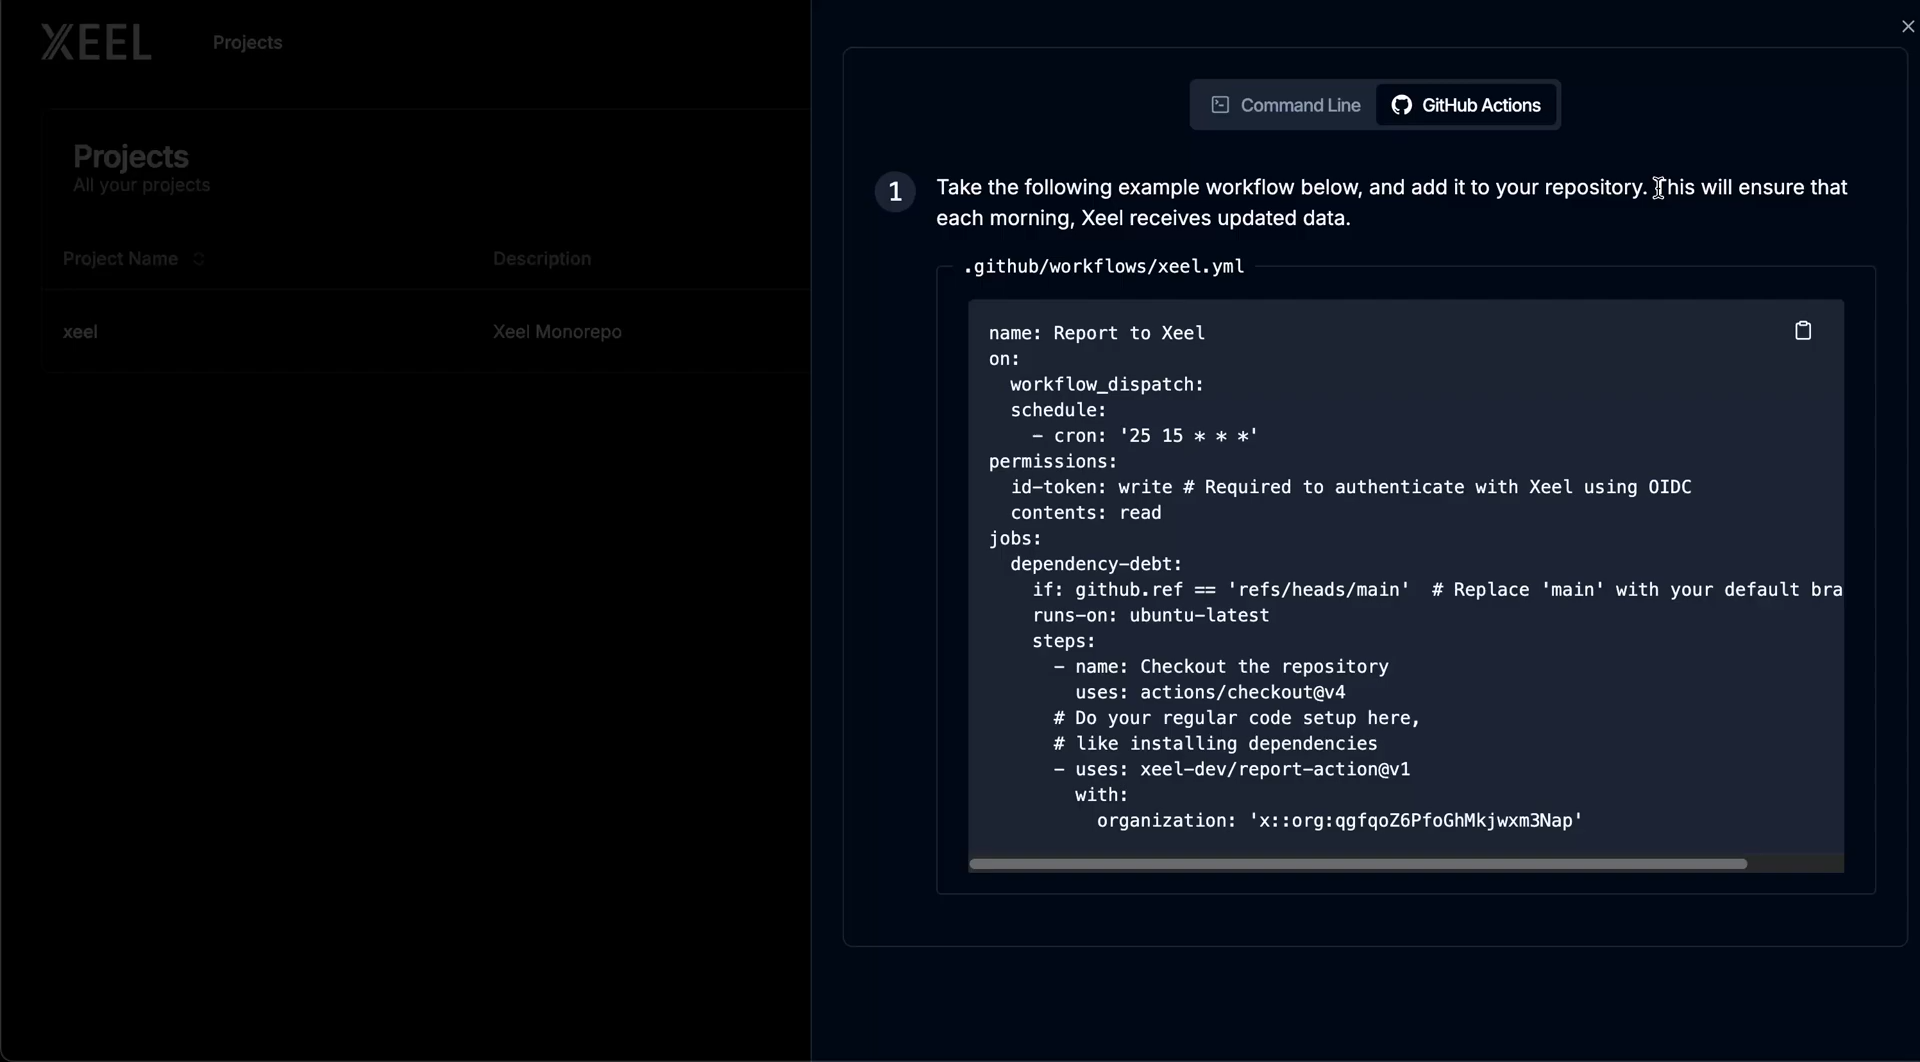 XEEL
Projects
Projects
All your projects
Project Name
Description
xeel
Xeel Monorepo
Command Line
GitHub Actions
1
Take the following example workflow below, and add it to your repository. This will ensure that
each morning, Xeel receives updated data.
.github/workflows/xeel.yml
name: Report to Xeel
on:
  workflow_dispatch:
  schedule:
    - cron: '25 15 * * *'
permissions:
  id-token: write # Required to authenticate with Xeel using OIDC
  contents: read
jobs:
  dependency-debt:
    if: github.ref == 'refs/heads/main'  # Replace 'main' with your default bra
    runs-on: ubuntu-latest
    steps:
      - name: Checkout the repository
        uses: actions/checkout@v4
      # Do your regular code setup here,
      # like installing dependencies
      - uses: xeel-dev/report-action@v1
        with:
          organization: 'x::org:qgfqoZ6PfoGhMkjwxm3Nap'